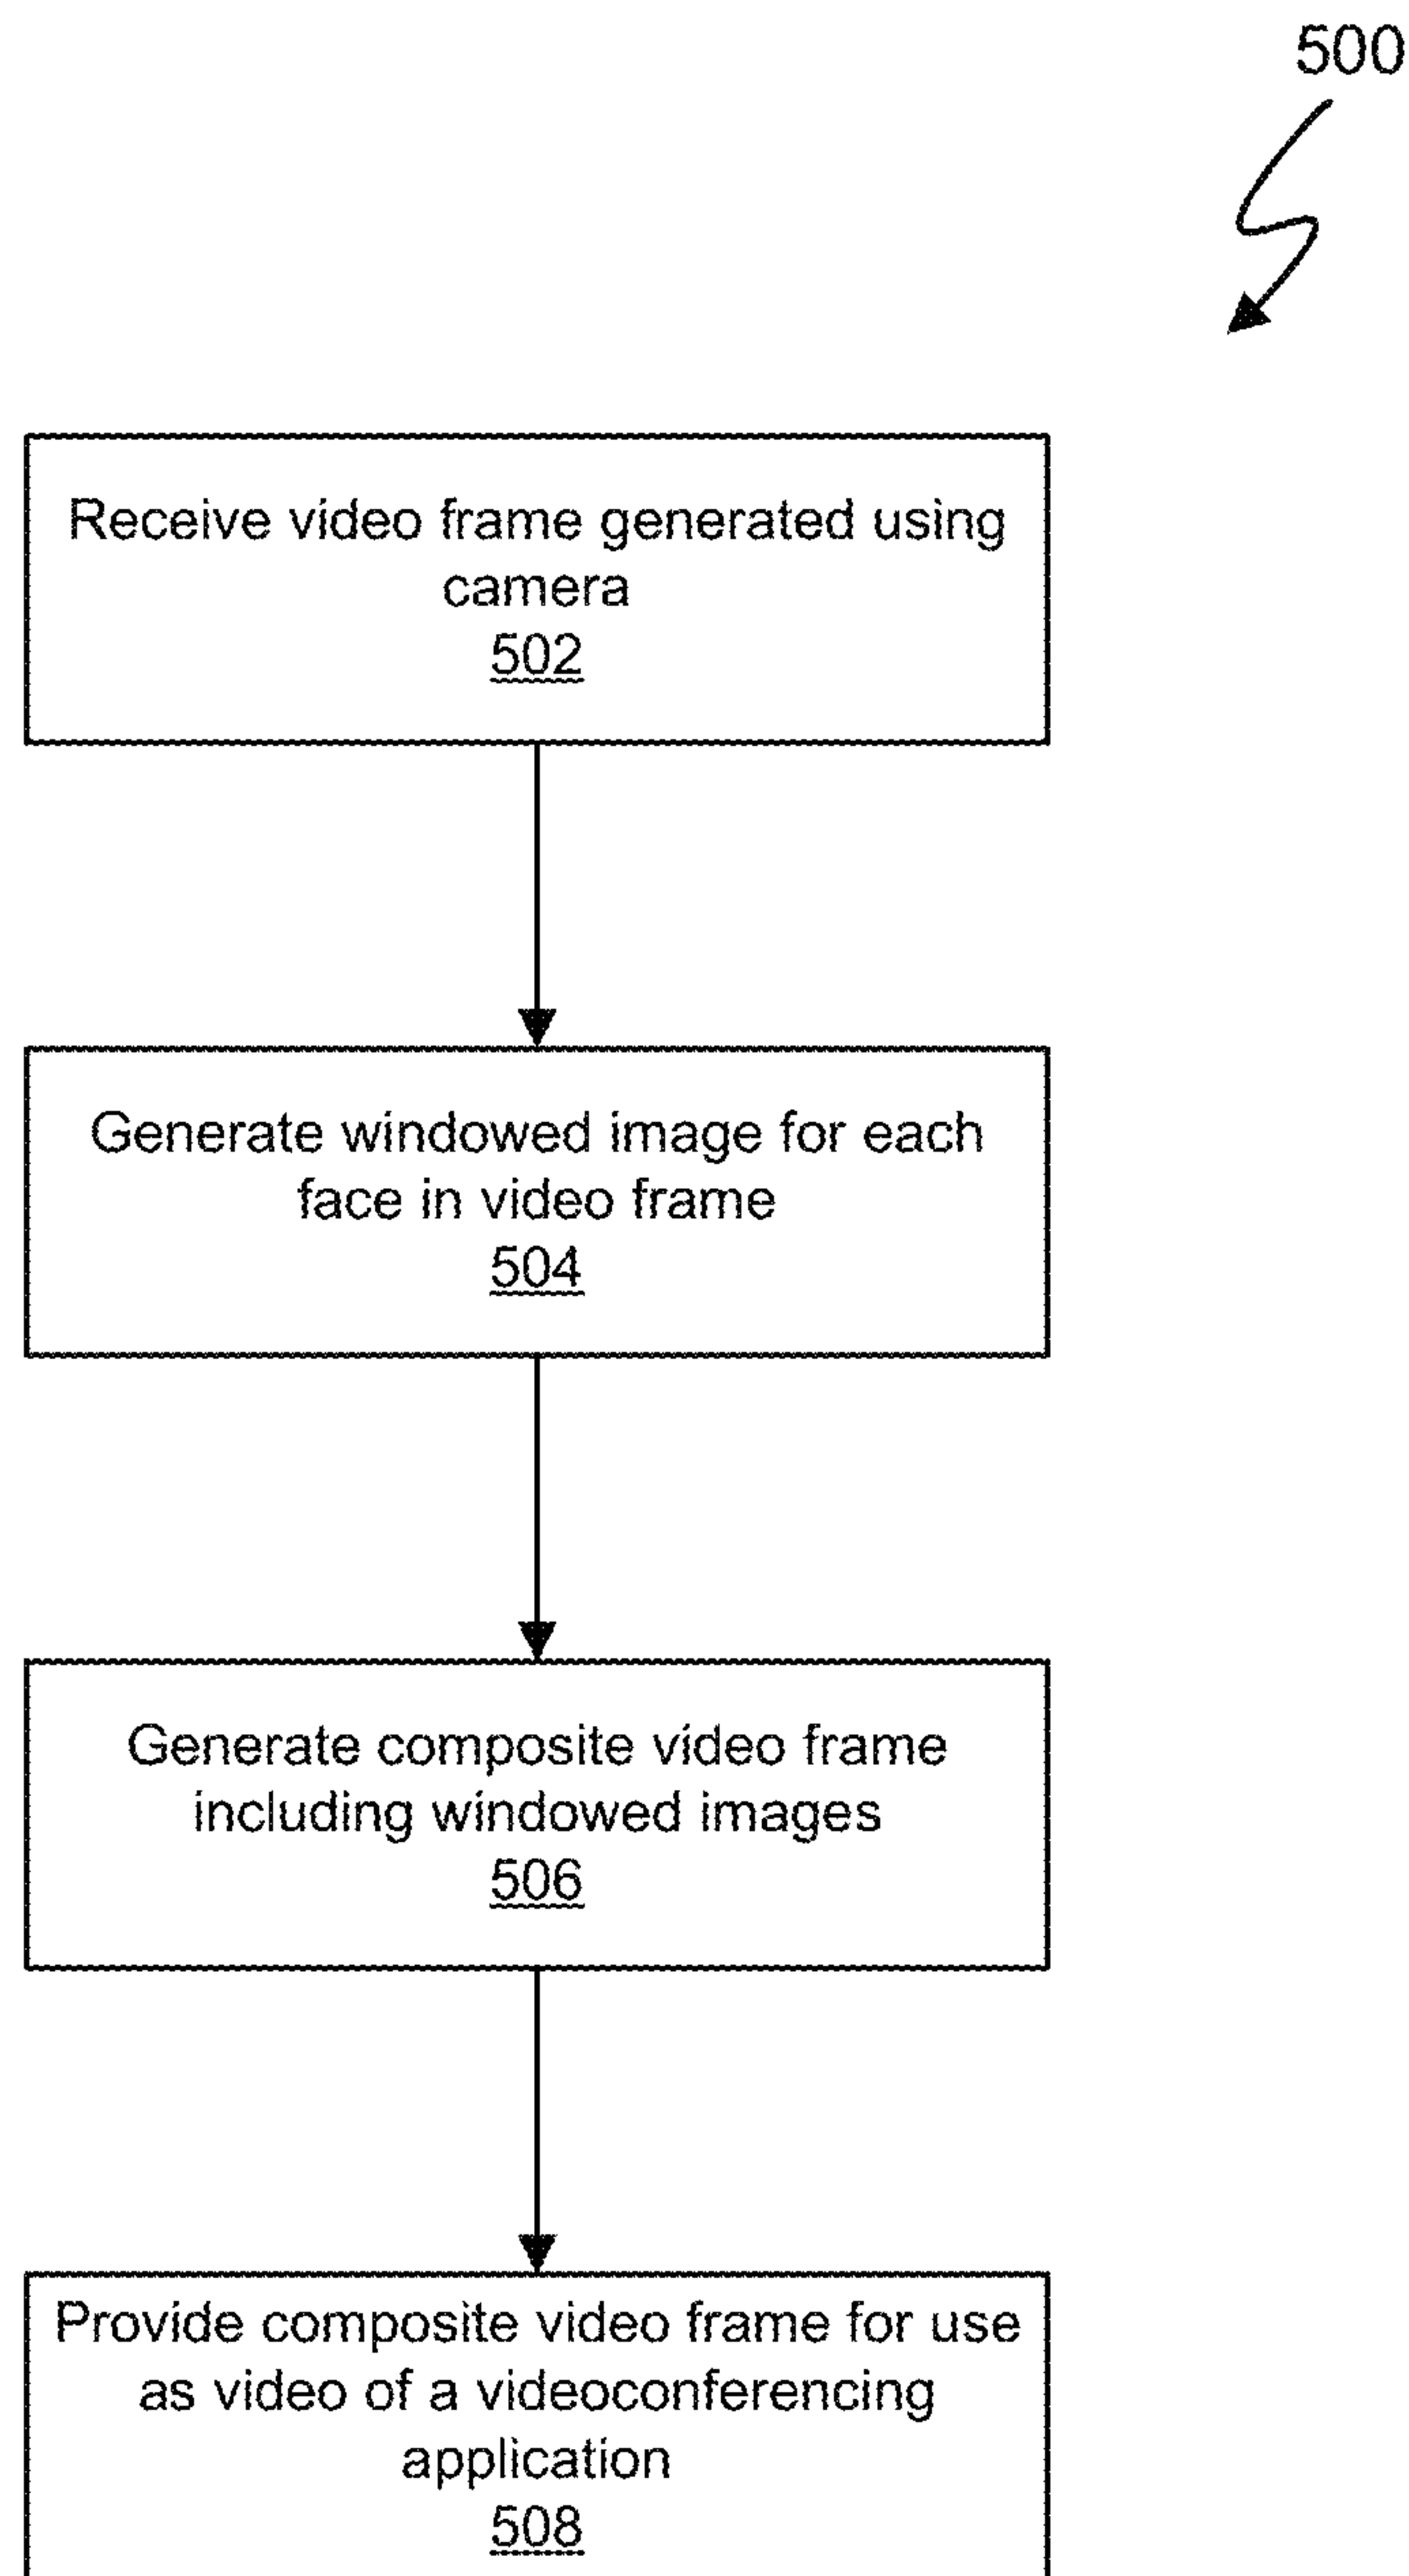 500
Receive video frame generated using
camera
502
Generate windowed image for each
face in video frame
504
Generate composite video frame
including windowed images
506
Provide composite video frame for use
as video of a videoconferencing
application
508